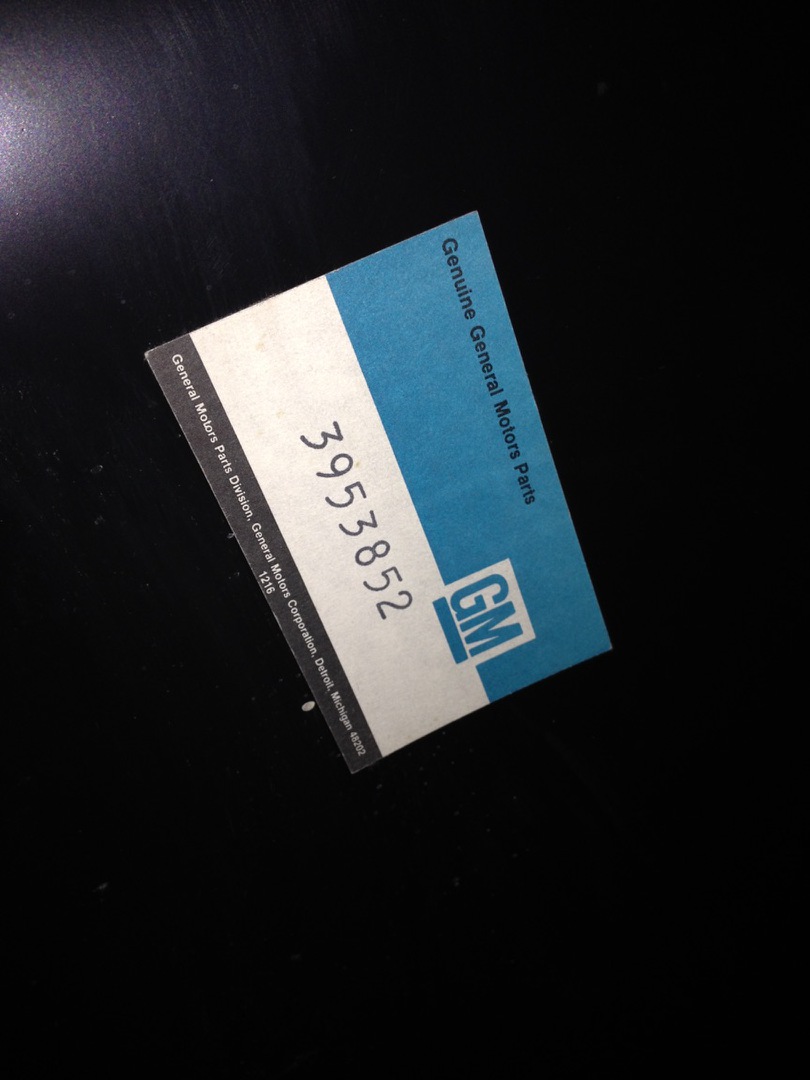 Genuine General Motors Parts
GM
3953852
General Motors Parts Division, General Motors Corporation, Detroit, Michigan 48202
1216